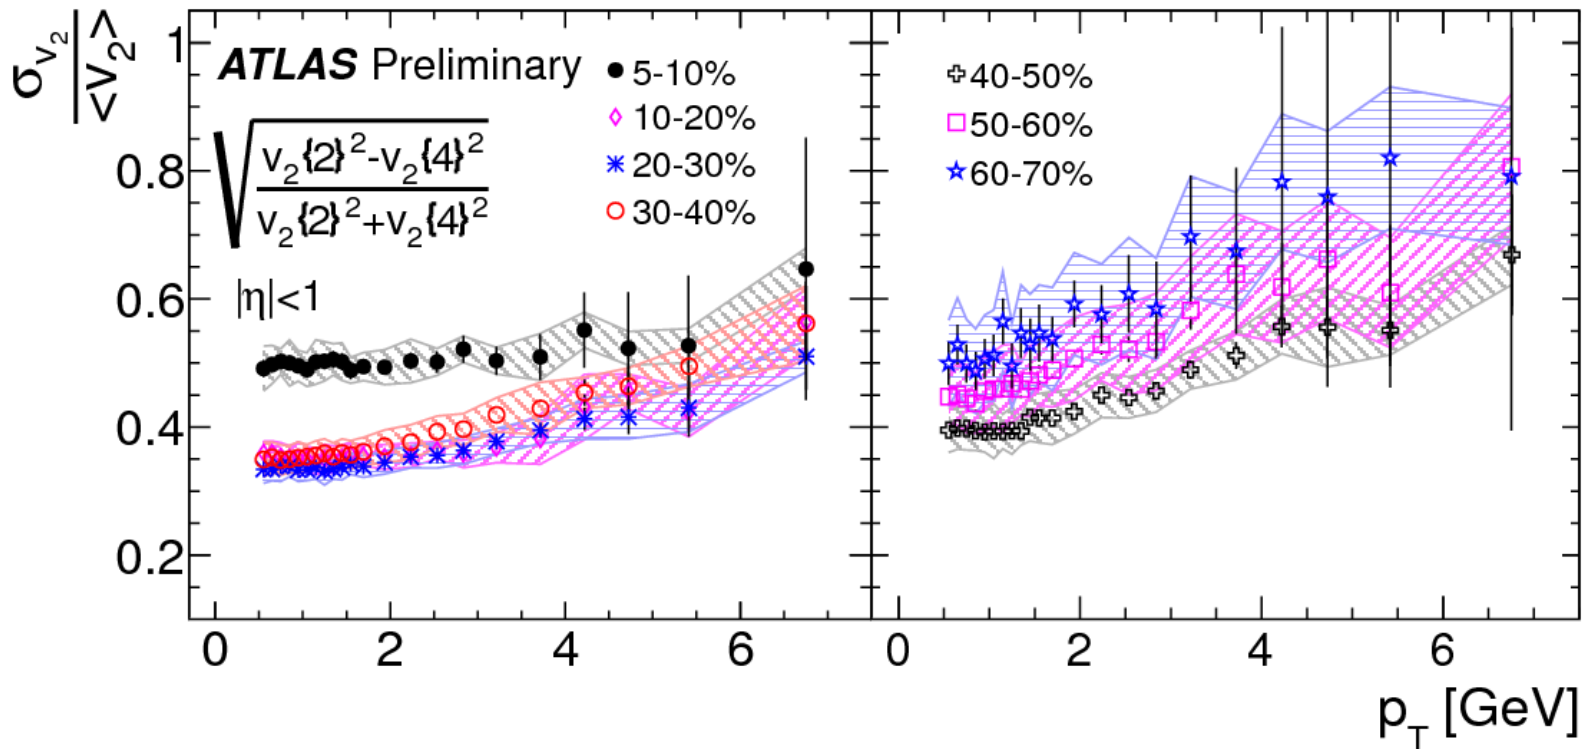 σv₂
<v₂>
ATLAS Preliminary
√
v₂{2}²-v₂{4}²
v₂{2}²+v₂{4}²
|η|<1
5-10%
10-20%
20-30%
30-40%
40-50%
50-60%
60-70%
1
0.8
0.6
0.4
0.2
0 2 4 6
0 2 4 6
p_T [GeV]